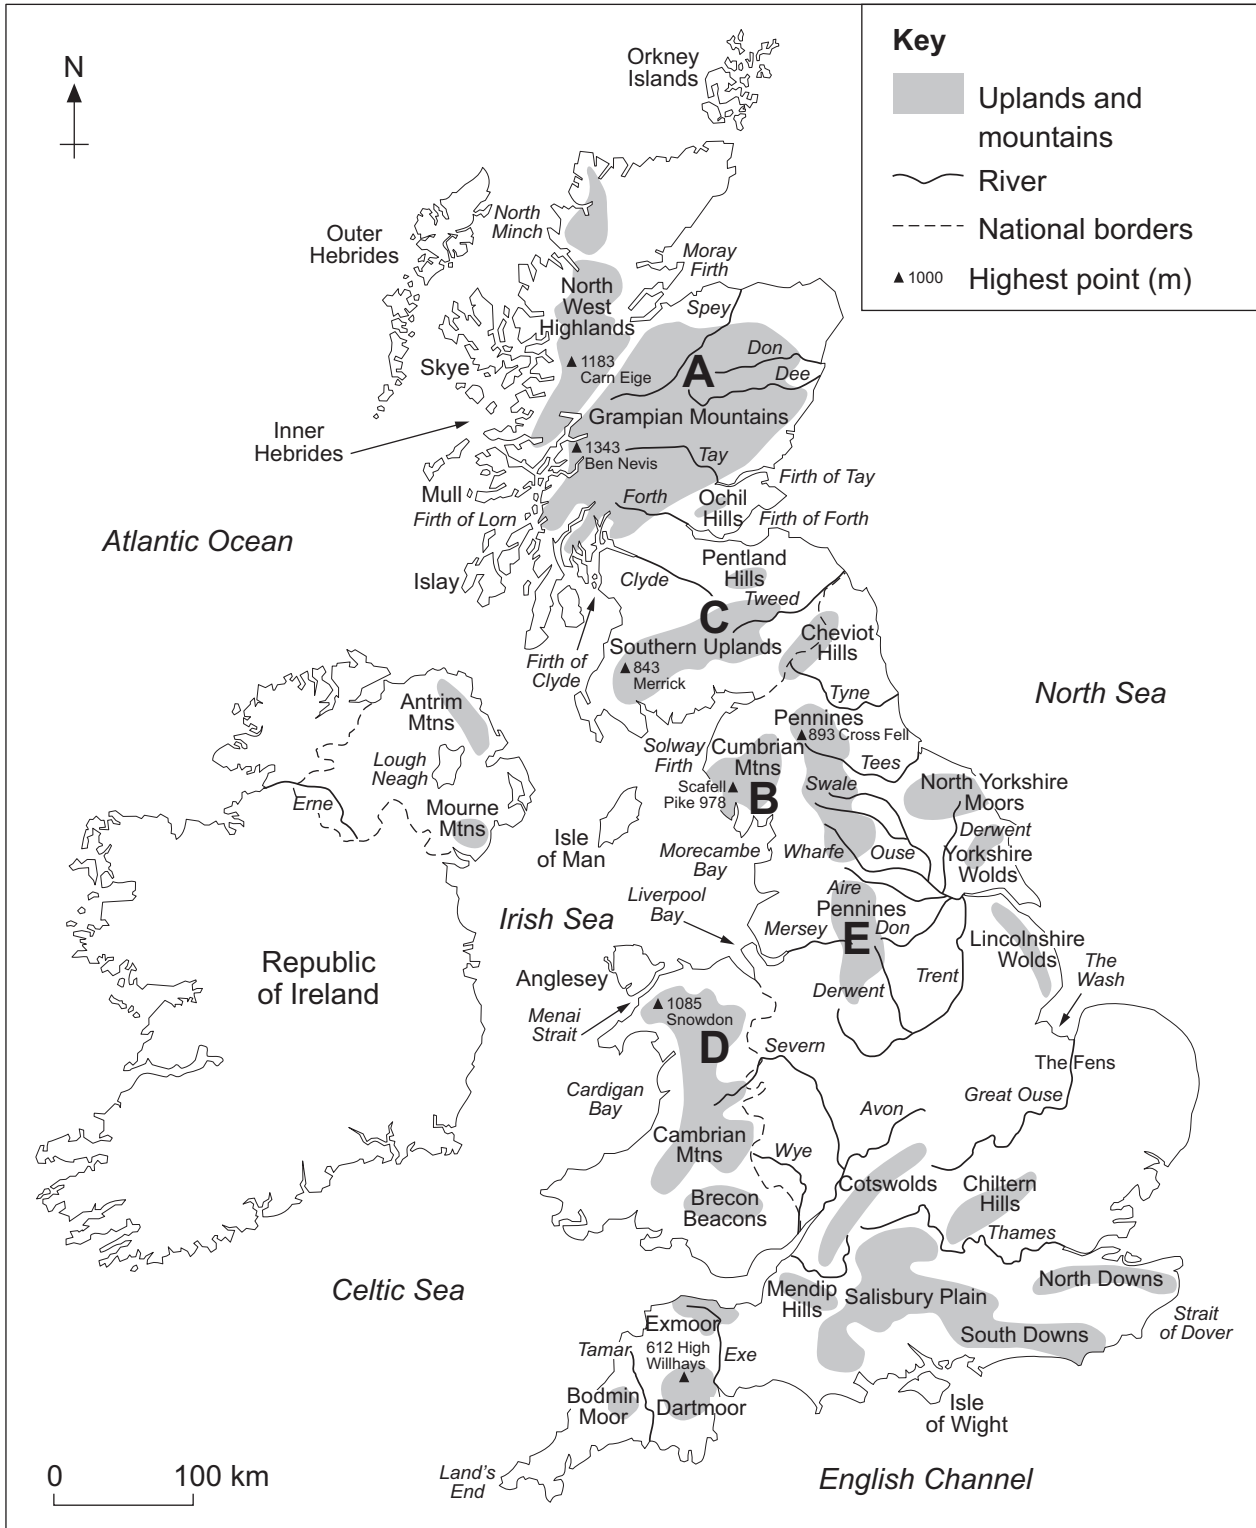 Key
Uplands and
mountains
River
National borders
1000
Highest point (m)
N
Orkney
Islands
North
Minch
Outer
Hebrides
Moray
Firth
North
West
Highlands
Spey
1183
Carn Eige
Don
Dee
A
Skye
Grampian Mountains
Inner
Hebrides
1343
Ben Nevis
Tay
Firth of Tay
Mull
Forth
Ochil
Hills
Firth of Lorn
Firth of Forth
Atlantic Ocean
Islay
Clyde
Pentland
Hills
Tweed
C
Southern Uplands
Cheviot
Hills
Firth of
Clyde
843
Merrick
North Sea
Tyne
Antrim
Mtns
Pennines
893 Cross Fell
Solway
Firth
Cumbrian
Mtns
Lough
Neagh
Tees
Scafell
Pike 978
B
Swale
North Yorkshire
Moors
Erne
Mourne
Mtns
Isle
of Man
Derwent
Morecambe
Bay
Wharfe
Ouse
Yorkshire
Wolds
Liverpool
Bay
Aire
Pennines
Irish Sea
Mersey
E
Don
Lincolnshire
Wolds
The
Wash
Republic
of Ireland
Anglesey
Trent
Derwent
Menai
Strait
1085
Snowdon
D
Severn
The Fens
Cardigan
Bay
Great Ouse
Avon
Cambrian
Mtns
Wye
Cotswolds
Chiltern
Hills
Brecon
Beacons
Thames
Celtic Sea
Mendip
Hills
Salisbury Plain
North Downs
Strait
of Dover
Exmoor
South Downs
Tamar
612 High
Willhays
Exe
Bodmin
Moor
Dartmoor
Isle
of Wight
Land's
End
English Channel
0
100 km